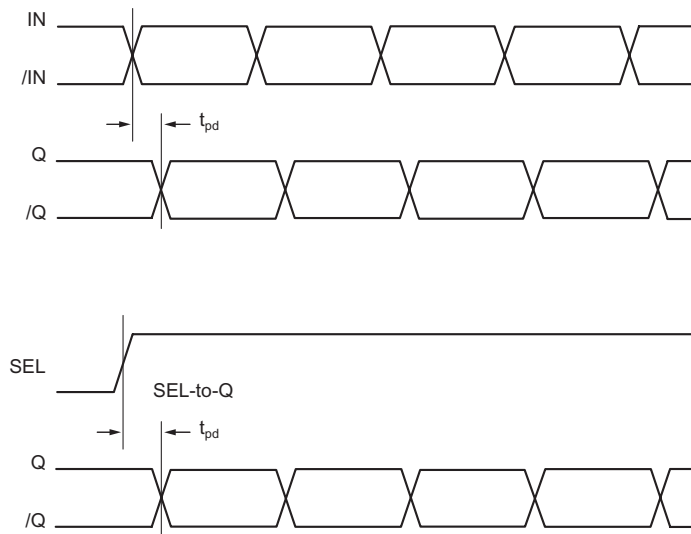 IN
/IN
tpd
Q
/Q
SEL
SEL-to-Q
tpd
Q
/Q